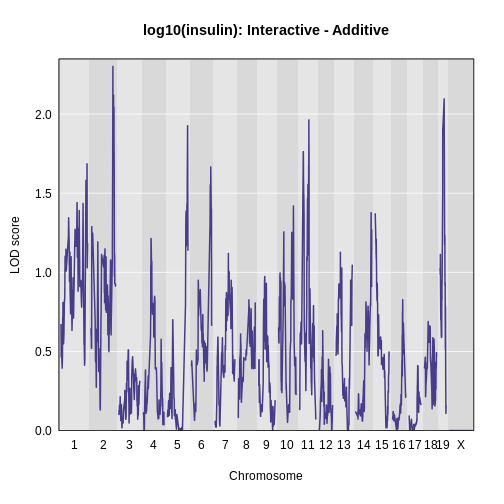 log10(insulin): Interactive - Additive
LOD score
2.0
1.5
1.0
0.5
0.0
1 2 3 4 5 6 7 8 9 10 11 12 13 14 15 16 17 18 19 X
Chromosome